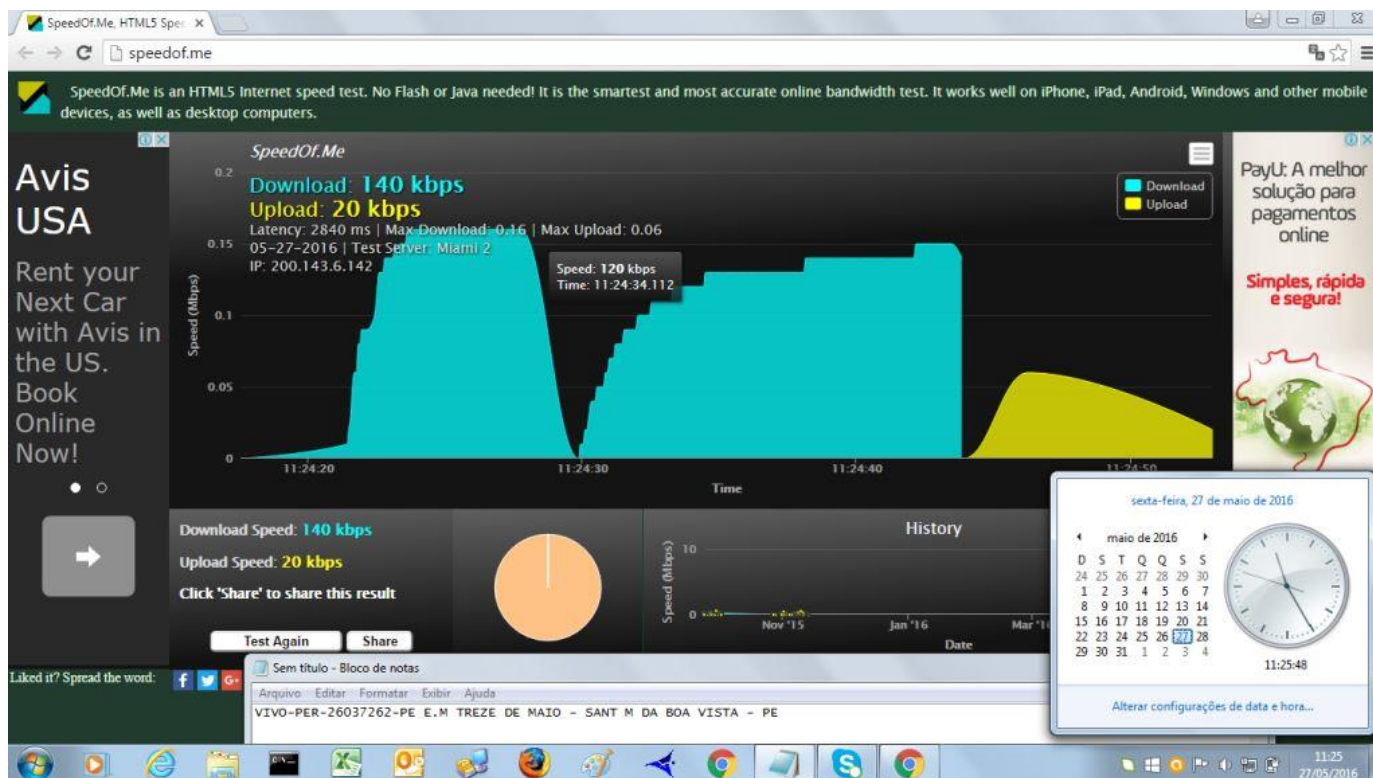 SpeedOf.Me, HTML5 Spe
speedof.me
SpeedOf.Me is an HTML5 Internet speed test. No Flash or Java needed! It is the smartest and most accurate online bandwidth test. It works well on iPhone, iPad, Android, Windows and other mobile
devices, as well as desktop computers.
Avis
USA
Rent your
Next Car
with Avis in
the US.
Book
Online
Now!
SpeedOf.Me
Download: 140 kbps
Upload: 20 kbps
Latency: 2840 ms | Max Download: 0.16 | Max Upload: 0.06
05-27-2016 | Test Server: Miami 2
IP: 200.143.6.142
Download
Upload
Speed: 120 kbps
Time: 11:24:34.112
Speed (Mbps)
0.2
0.15
0.1
0.05
0
11:24:20
11:24:30
11:24:40
11:24:50
Time
PayU: A melhor
solução para
pagamentos
online
Simples, rápida
e segura!
Download Speed: 140 kbps
Upload Speed: 20 kbps
Click 'Share' to share this result
Test Again
Share
History
Speed (Mbps)
10
0
Nov '15
Jan '16
Mar '1
Date
sexta-feira, 27 de maio de 2016
maio de 2016
D S T Q Q S S
24 25 26 27 28 29 30
1 2 3 4 5 6 7
8 9 10 11 12 13 14
15 16 17 18 19 20 21
22 23 24 25 26 27 28
29 30 31 1 2 3 4
11:25:48
Alterar configurações de data e hora...
Liked it? Spread the word:
Sem título - Bloco de notas
Arquivo Editar Formatar Exibir Ajuda
VIVO-PER-26037262-PE E.M TREZE DE MAIO - SANT M DA BOA VISTA - PE
11:25
27/05/2016